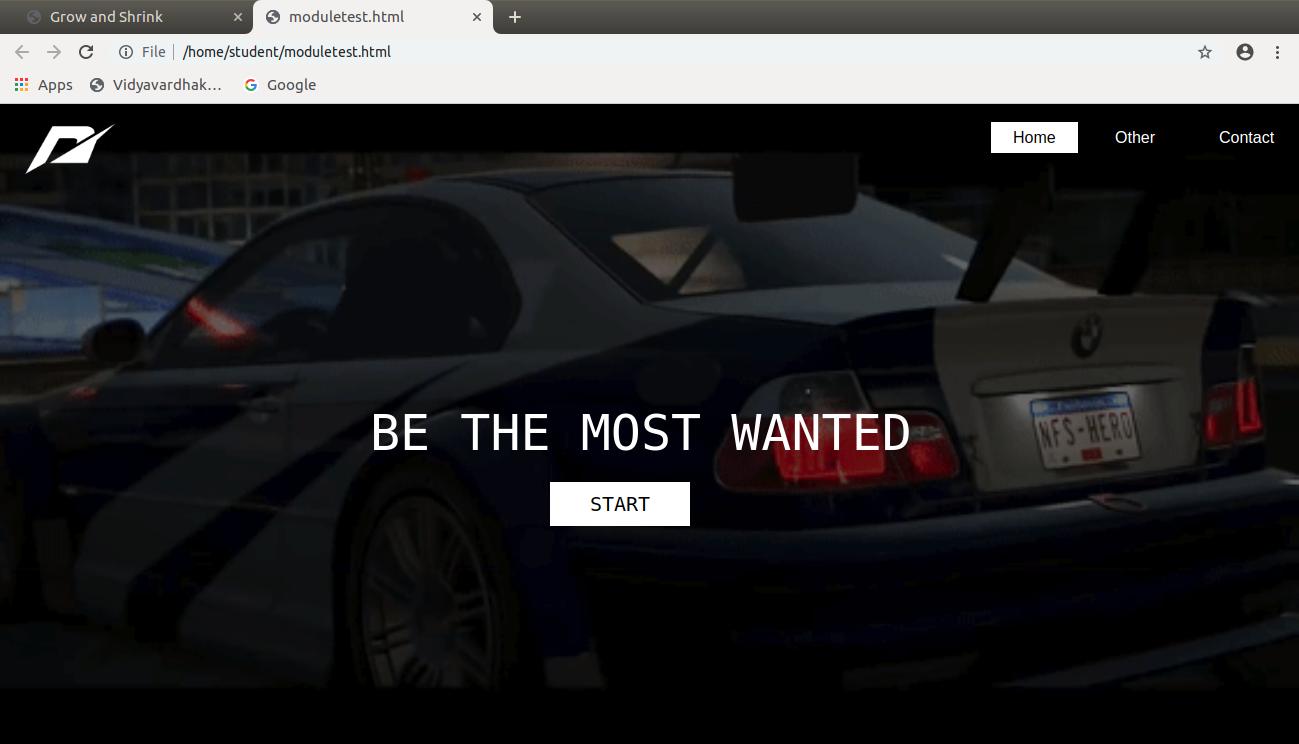 Grow and Shrink
moduletest.html
File /home/student/moduletest.html
Apps Vidyavardhak... Google
Home Other Contact
NFS-HERO
BE THE MOST WANTED
START